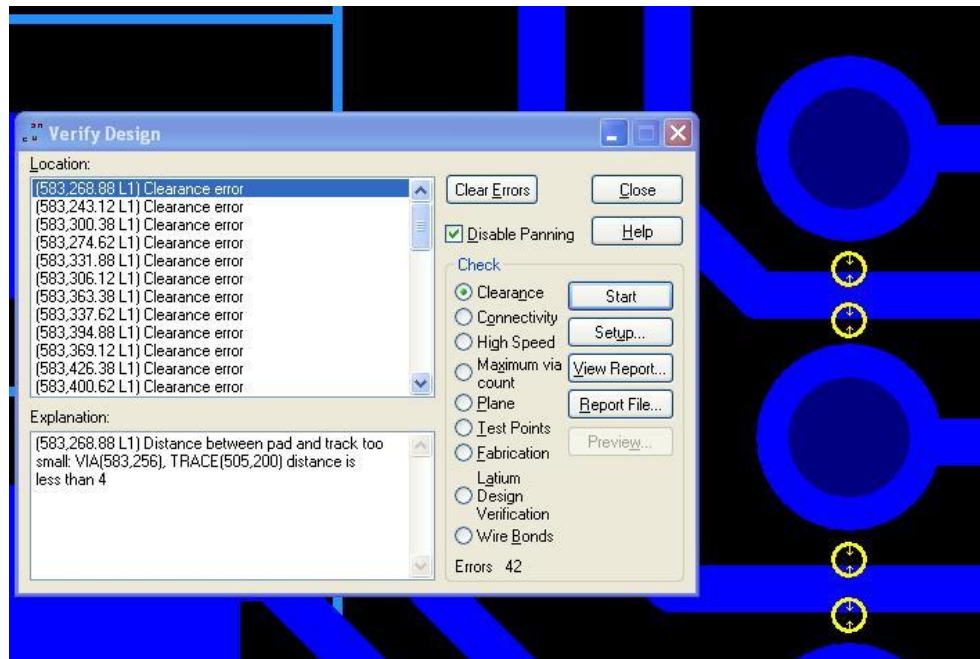 Verify Design
Location:
(583,268.88 L1) Clearance error
(583,243.12 L1) Clearance error
(583,300.38 L1) Clearance error
(583,274.62 L1) Clearance error
(583,331.88 L1) Clearance error
(583,306.12 L1) Clearance error
(583,363.38 L1) Clearance error
(583,337.62 L1) Clearance error
(583,394.88 L1) Clearance error
(583,369.12 L1) Clearance error
(583,426.38 L1) Clearance error
(583,400.62 L1) Clearance error
Explanation:
(583,268.88 L1) Distance between pad and track too
small: VIA(583,256), TRACE(505,200) distance is
less than 4
Clear Errors
Close
Disable Panning
Help
Check
Clearance
Start
Connectivity
Setup...
High Speed
Maximum via
count
View Report...
Plane
Report File...
Test Points
Preview...
Fabrication
Latium
Design
Verification
Wire Bonds
Errors 42